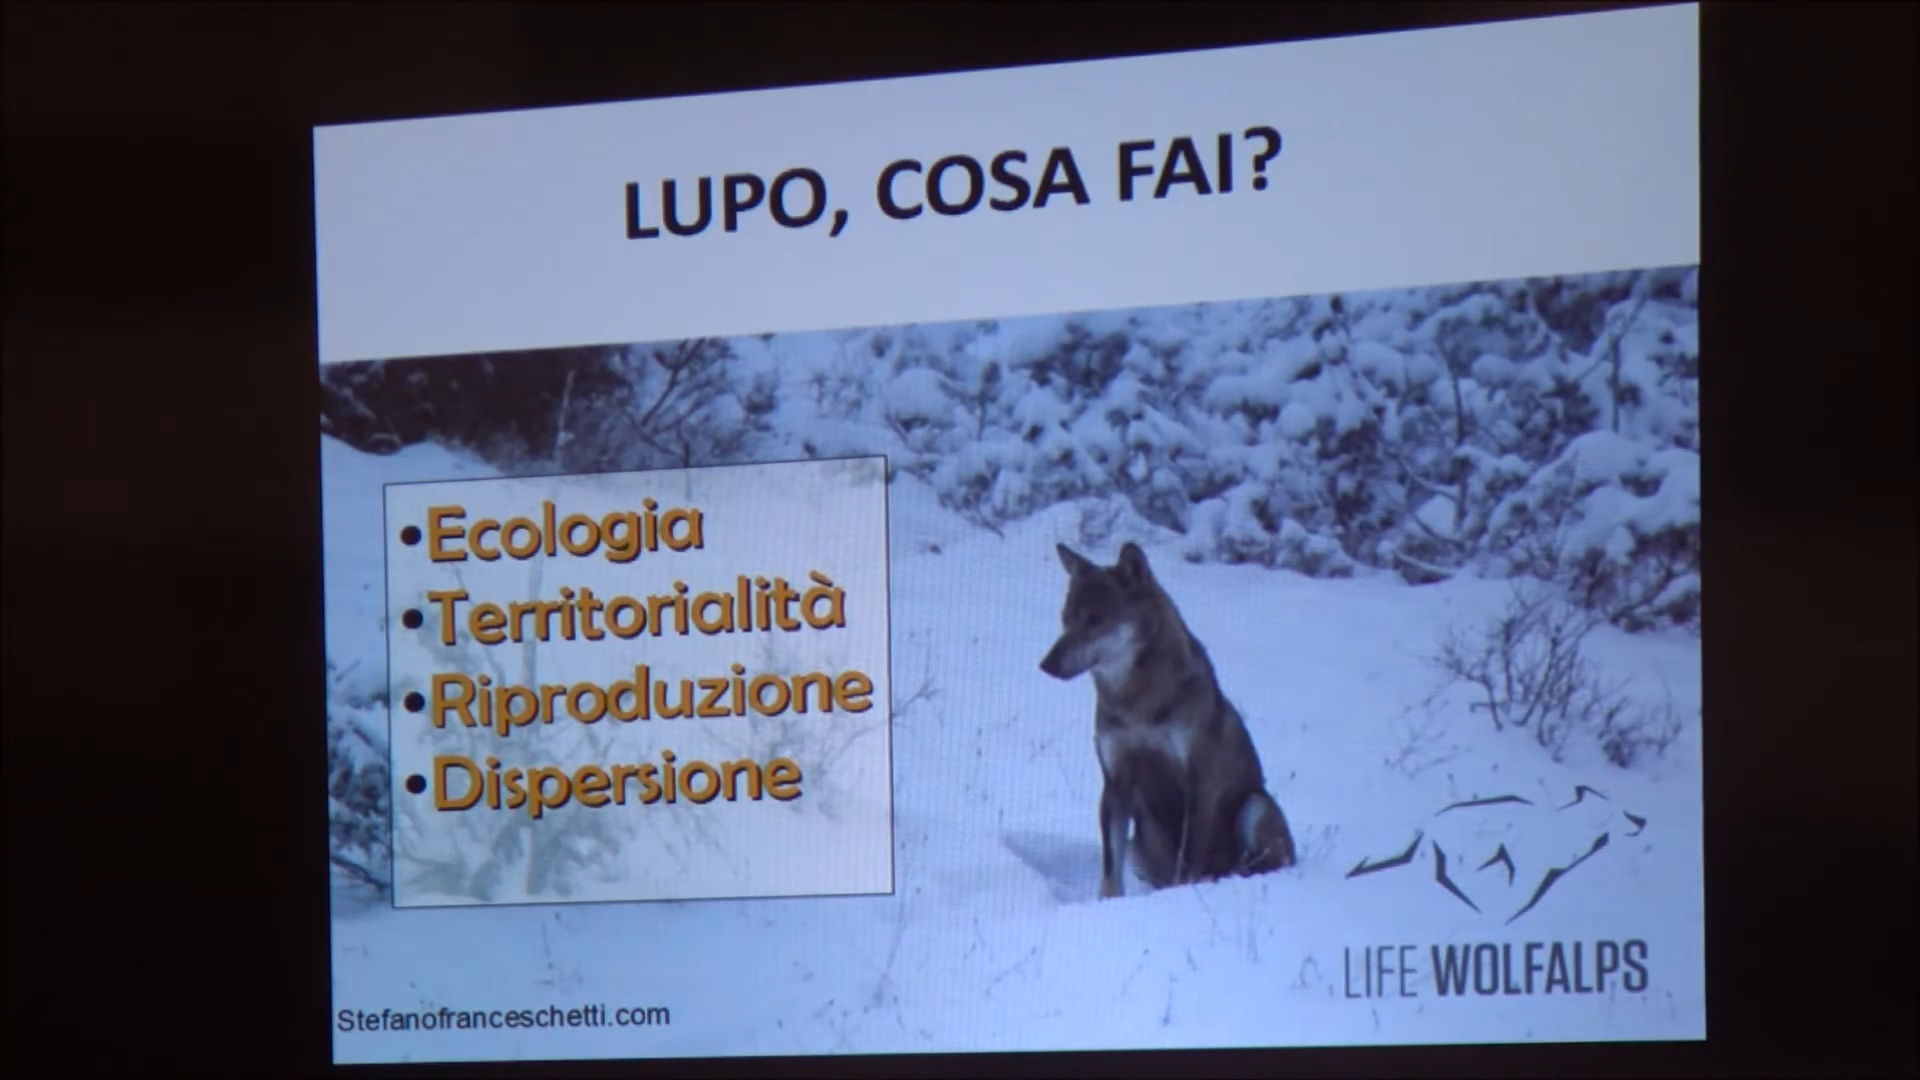 LUPO, COSA FAI?
•Ecologia
•Territorialità
•Riproduzione
•Dispersione
LIFE WOLFALPS
Stefanofranceschetti.com